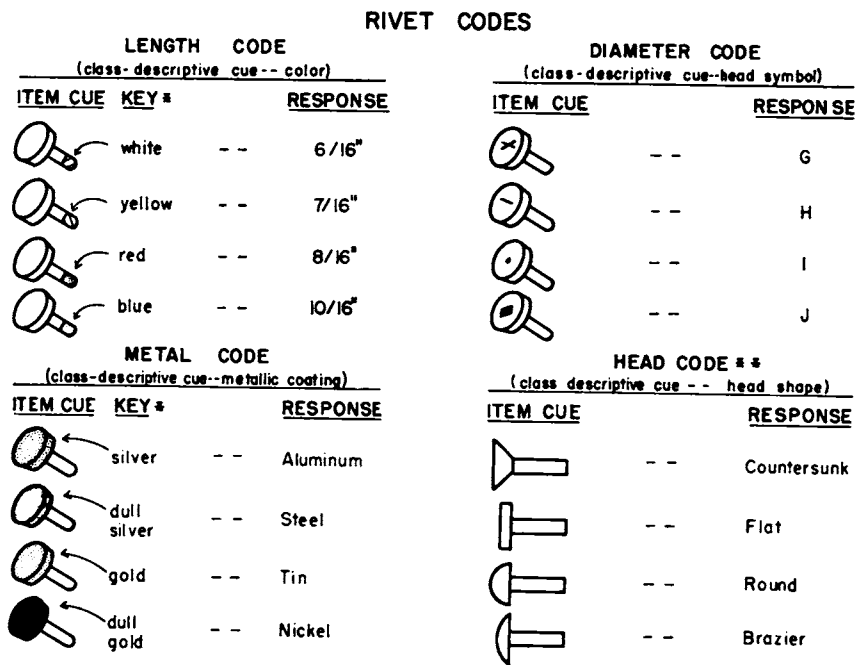 RIVET CODES
LENGTH CODE
(class-descriptive cue-- color)
ITEM CUE KEY* RESPONSE
white -- 6/16"
yellow -- 7/16"
red -- 8/16"
blue -- 10/16"
DIAMETER CODE
(class-descriptive cue--head symbol)
ITEM CUE RESPONSE
-- G
-- H
-- I
-- J
METAL CODE
(class-descriptive cue--metallic coating)
ITEM CUE KEY* RESPONSE
silver -- Aluminum
dull
silver -- Steel
gold -- Tin
dull
gold -- Nickel
HEAD CODE**
(class descriptive cue -- head shape)
ITEM CUE RESPONSE
-- Countersunk
-- Flat
-- Round
-- Brazier